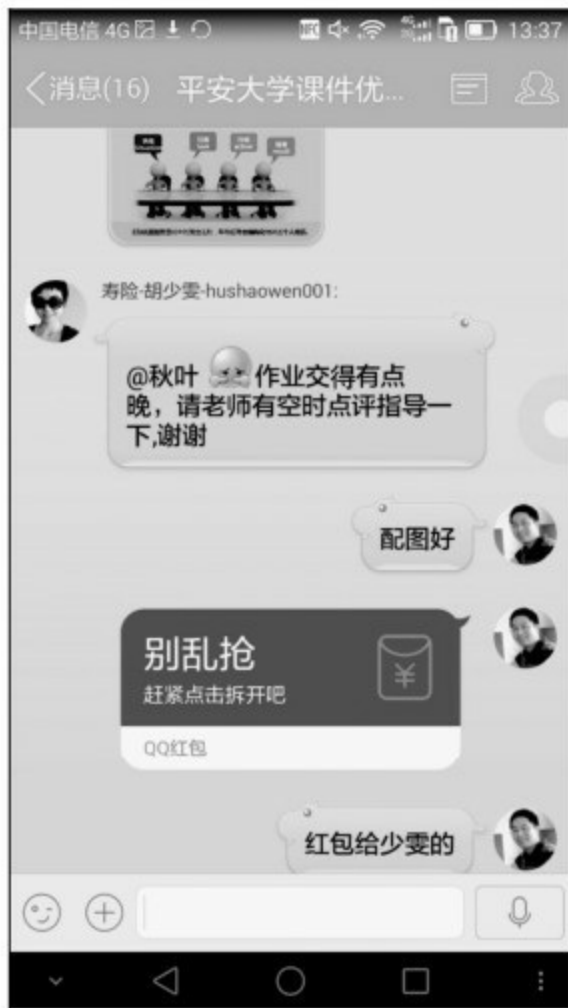 中国电信 4G 13:37
消息(16) 平安大学课件优...
寿险-胡少雯-hushaowen001:
@秋叶 作业交得有点
晚，请老师有空时点评指导一
下,谢谢
配图好
别乱抢
赶紧点击拆开吧
¥
QQ红包
红包给少雯的